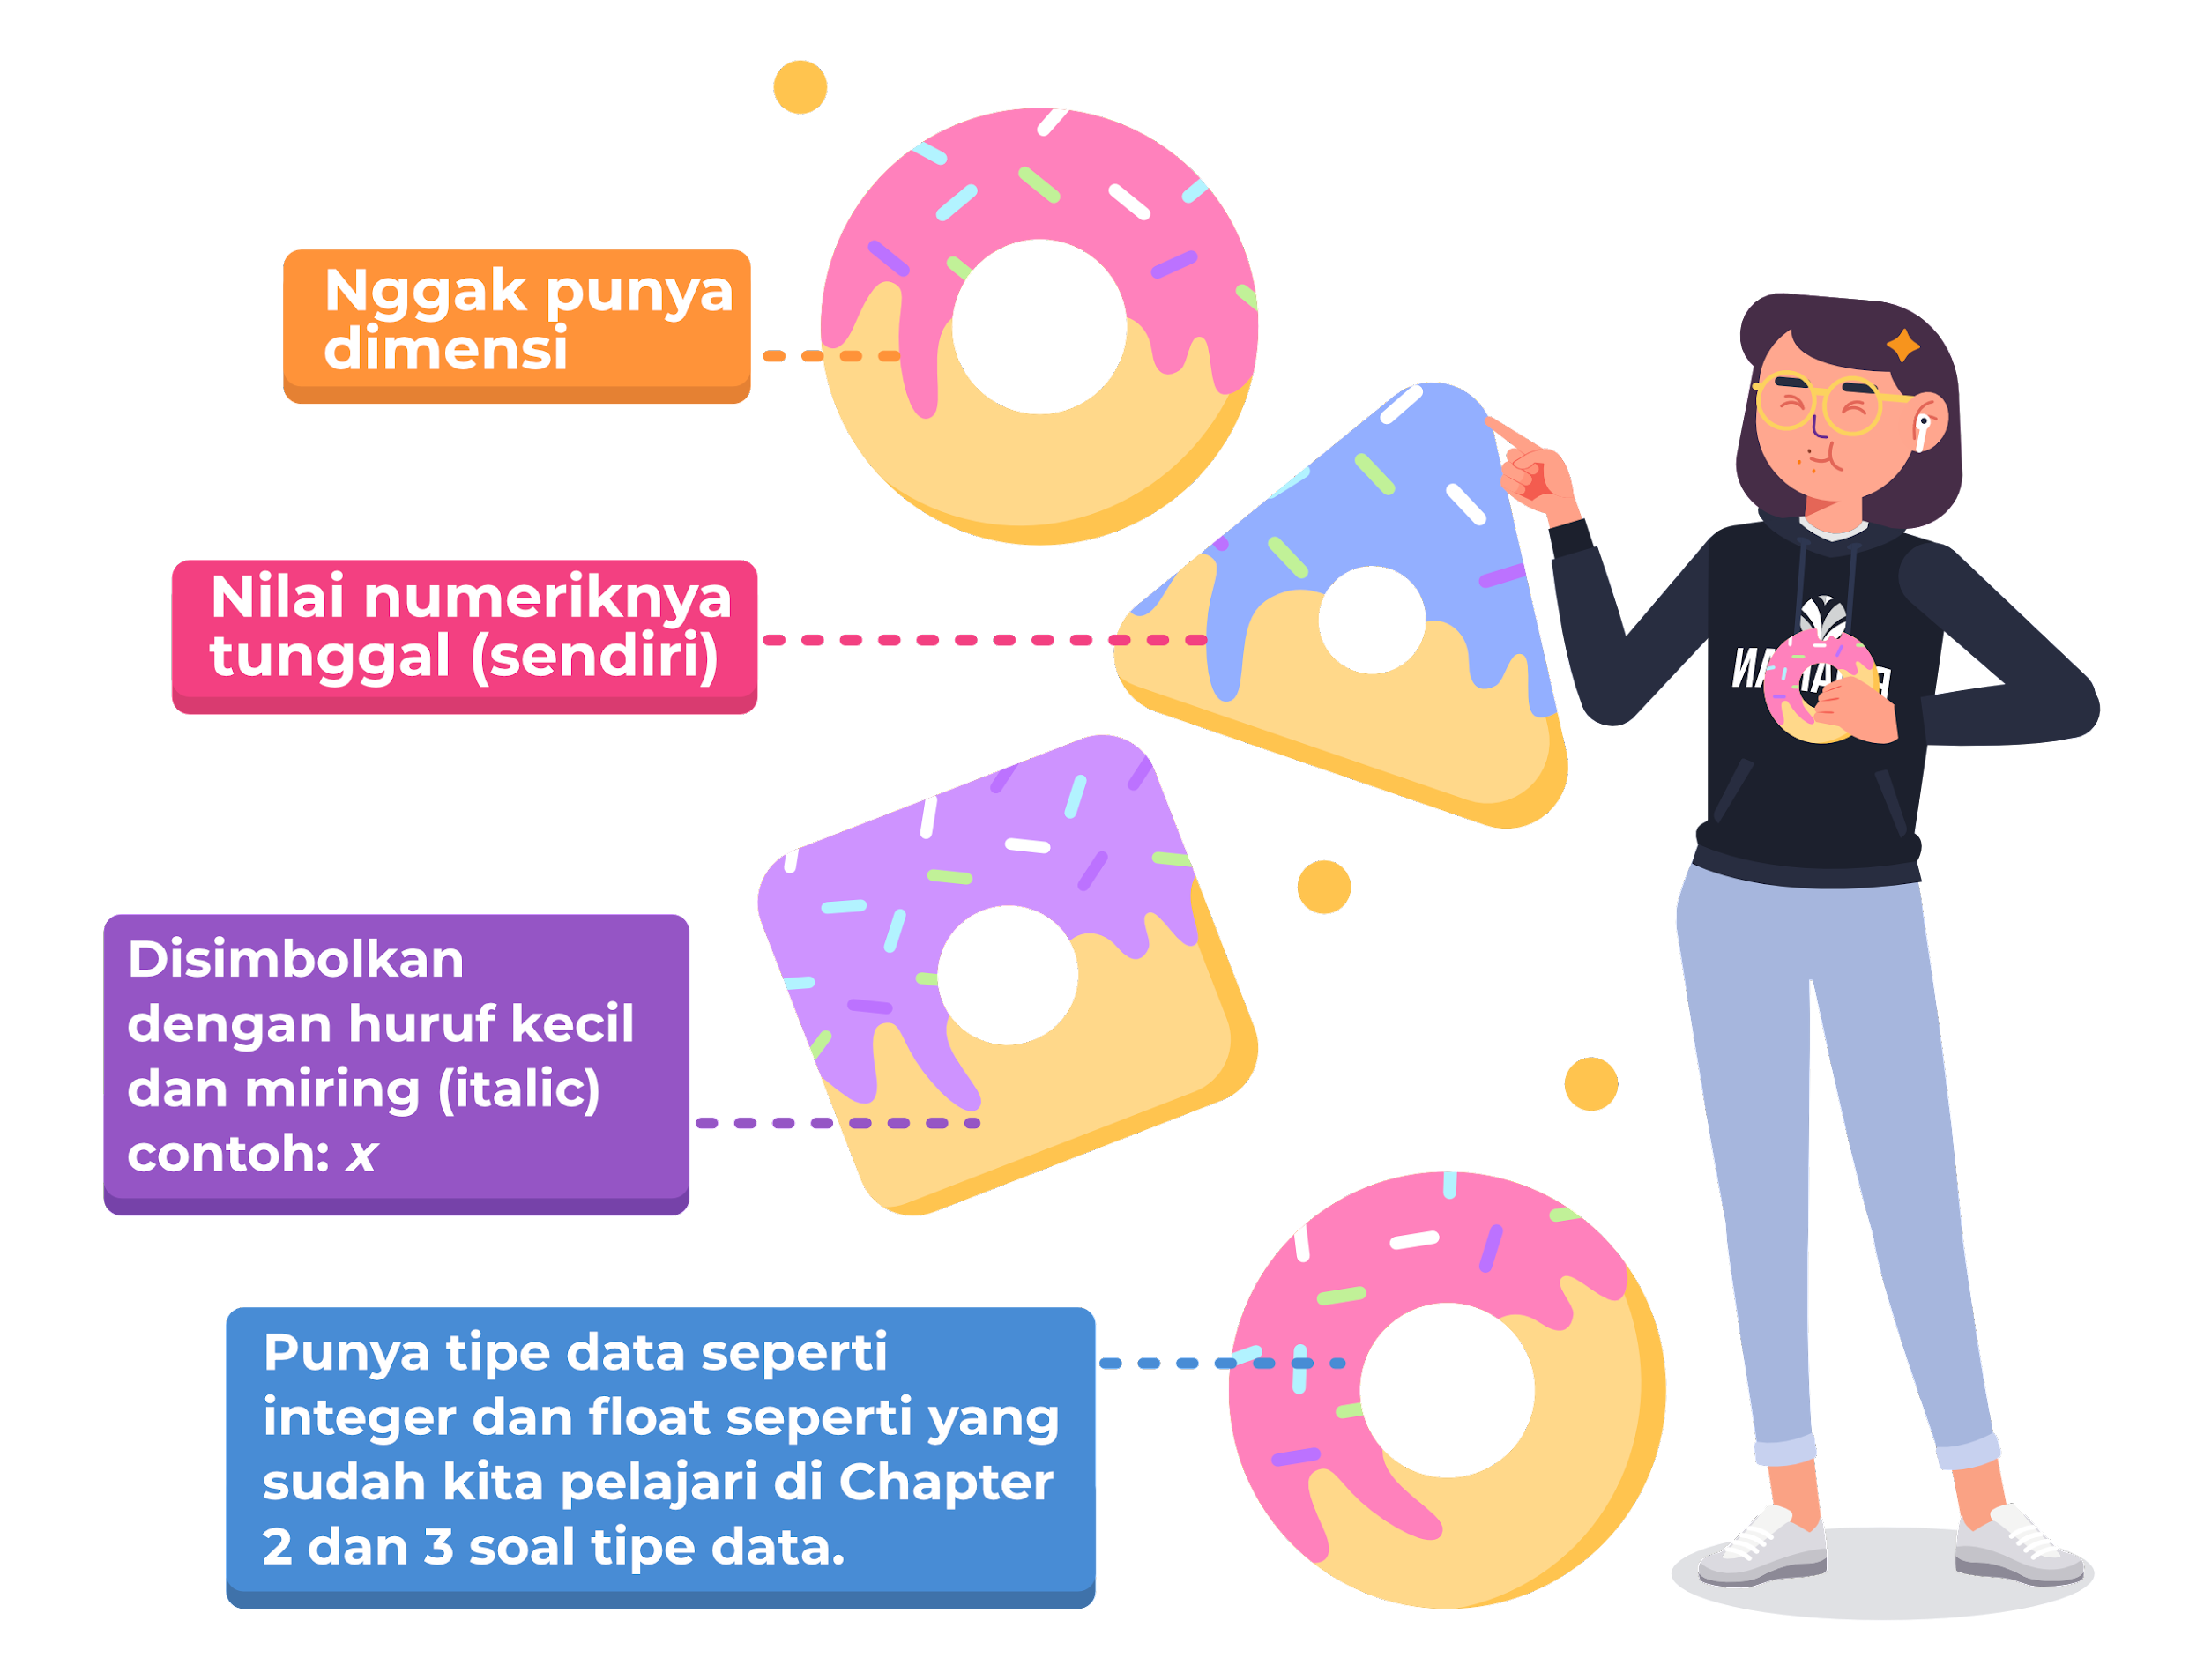 Nggak punya
dimensi
Nilai numeriknya
tunggal (sendiri)
Disimbolkan
dengan huruf kecil
dan miring (italic)
contoh: x
Punya tipe data seperti
integer dan float seperti yang
sudah kita pelajari di Chapter
2 dan 3 soal tipe data.